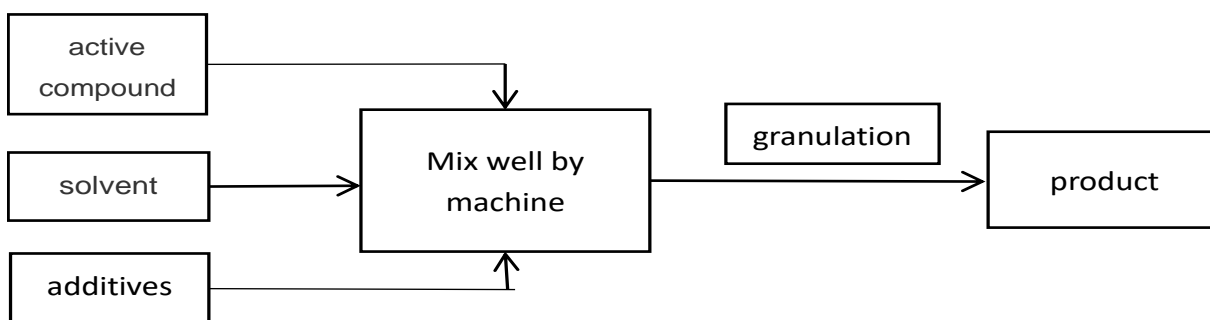 active
compound
solvent
additives
Mix well by
machine
granulation
product